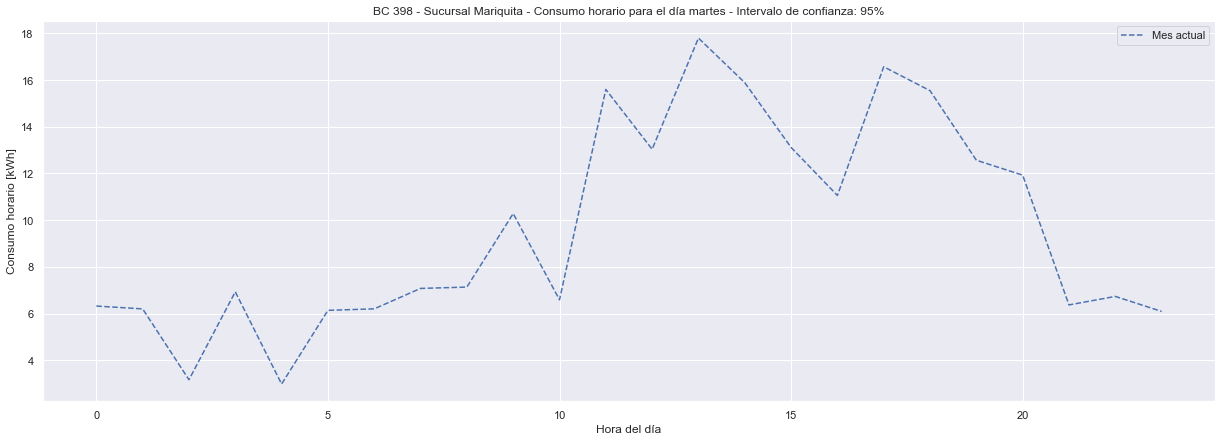 BC 398 - Sucursal Mariquita - Consumo horario para el día martes - Intervalo de confianza: 95%
Mes actual
Consumo horario [kWh]
18
16
14
12
10
8
6
4
0 5 10 15 20
Hora del día